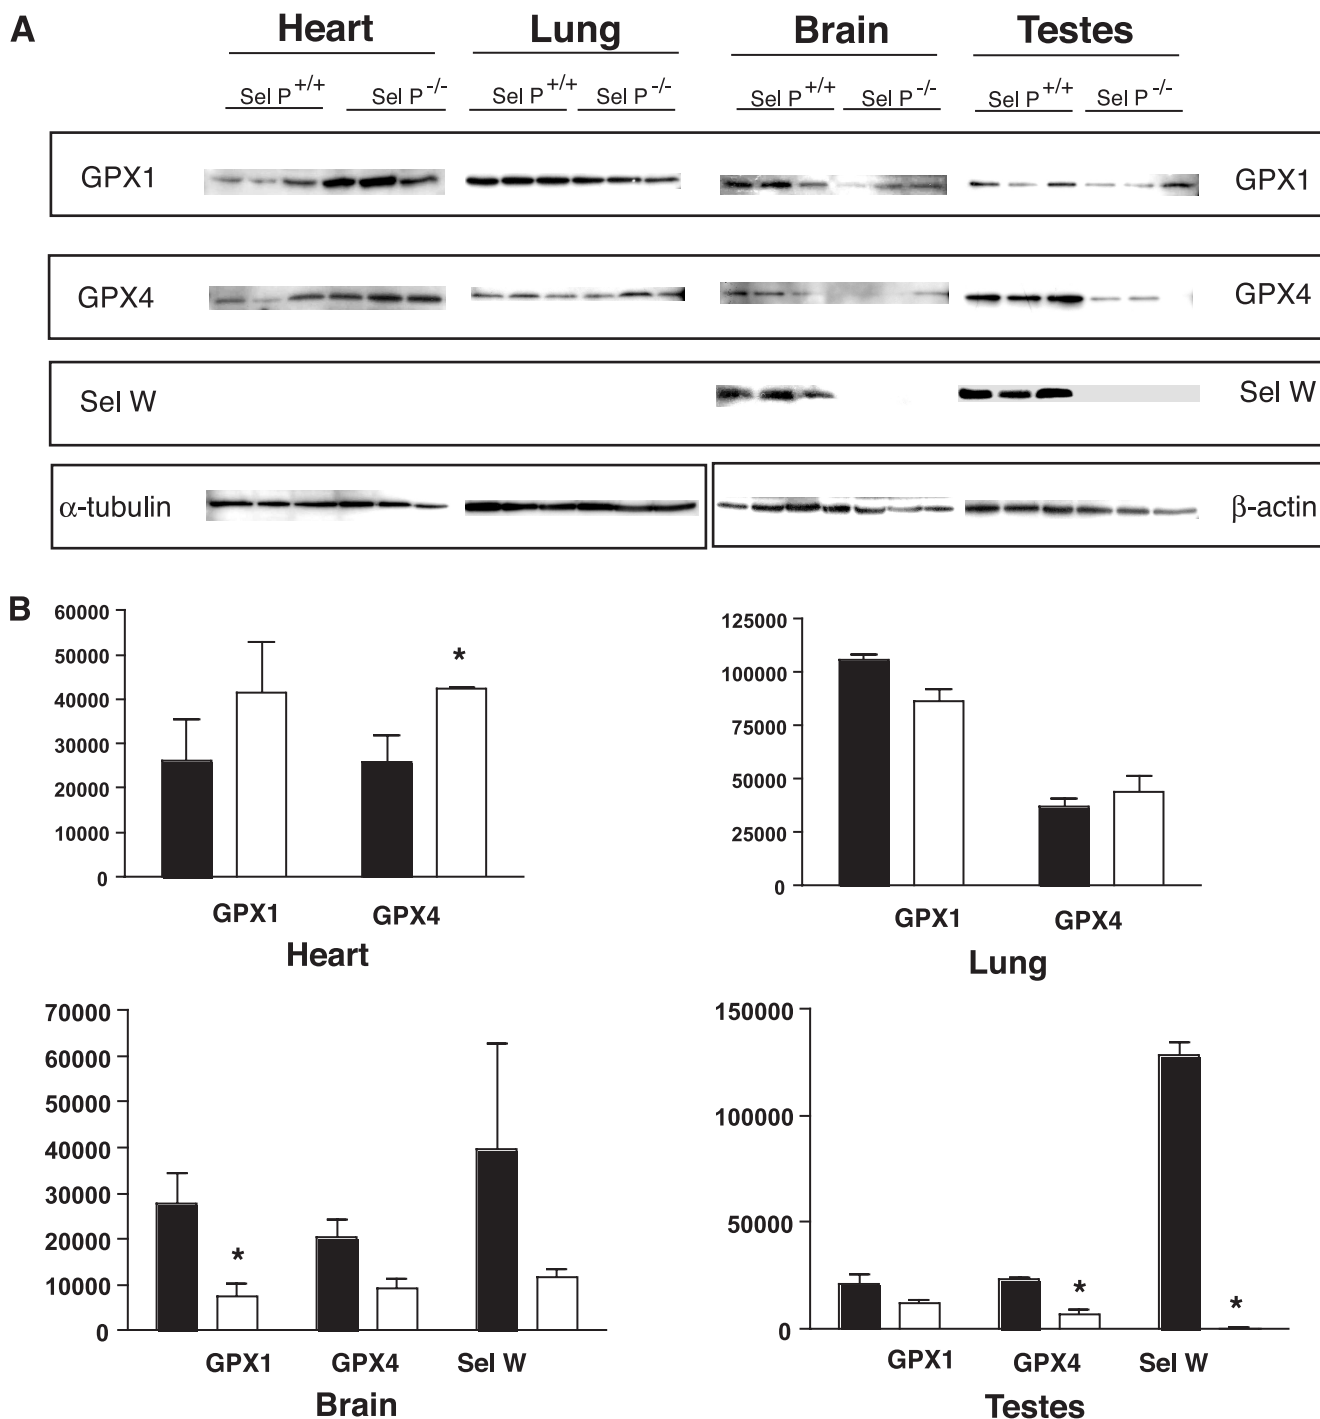 A
Heart Lung Brain Testes
Sel P+/+ Sel P-/- Sel P+/+ Sel P-/- Sel P+/+ Sel P-/- Sel P+/+ Sel P-/-
GPX1 GPX1
GPX4 GPX4
Sel W Sel W
α-tubulin β-actin
B
60000
50000
40000
30000
20000
10000
0
*
GPX1 GPX4
Heart
125000
100000
75000
50000
25000
0
GPX1 GPX4
Lung
70000
60000
50000
40000
30000
20000
10000
0
*
GPX1 GPX4 Sel W
Brain
150000
100000
50000
0
* *
GPX1 GPX4 Sel W
Testes